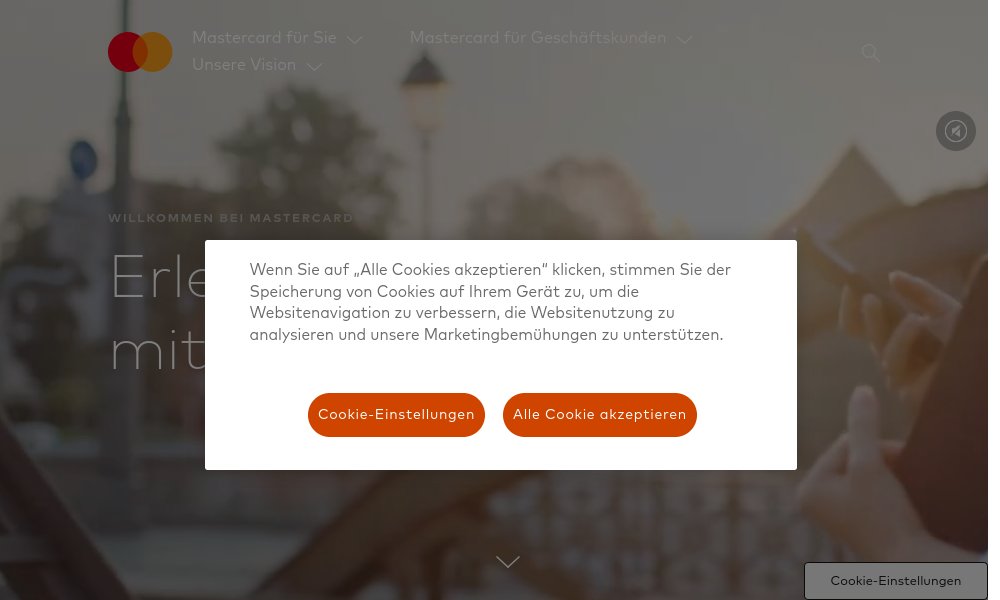 Mastercard für Sie
Mastercard für Geschäftskunden
Unsere Vision
WILLKOMMEN BEI MASTERCARD
Wenn Sie auf „Alle Cookies akzeptieren“ klicken, stimmen Sie der
Speicherung von Cookies auf Ihrem Gerät zu, um die
Websitenavigation zu verbessern, die Websitenutzung zu
analysieren und unsere Marketingbemühungen zu unterstützen.
mit
Cookie-Einstellungen
Alle Cookie akzeptieren
Cookie-Einstellungen